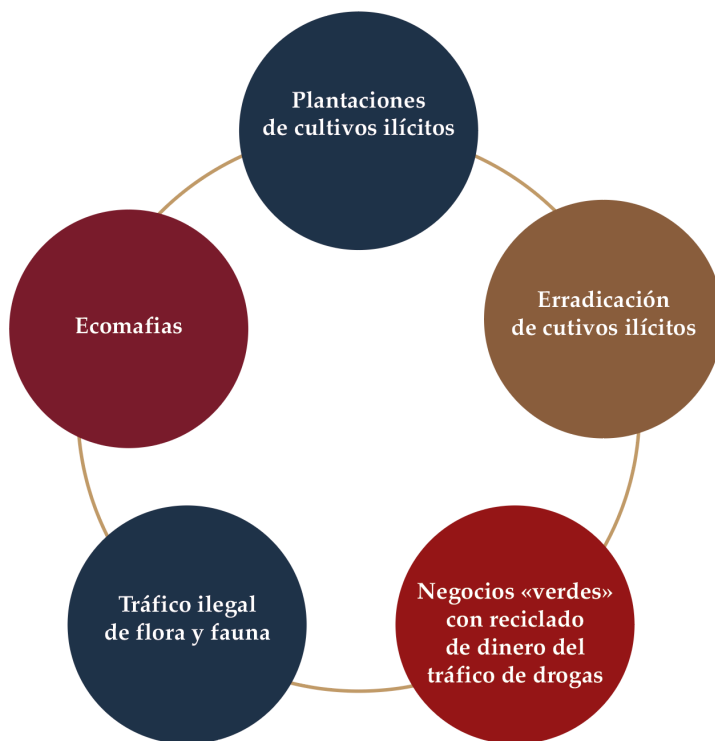 Plantaciones
de cultivos ilícitos
Erradicación
de cutivos ilícitos
Negocios «verdes»
con reciclado
de dinero del
tráfico de drogas
Tráfico ilegal
de flora y fauna
Ecomafias